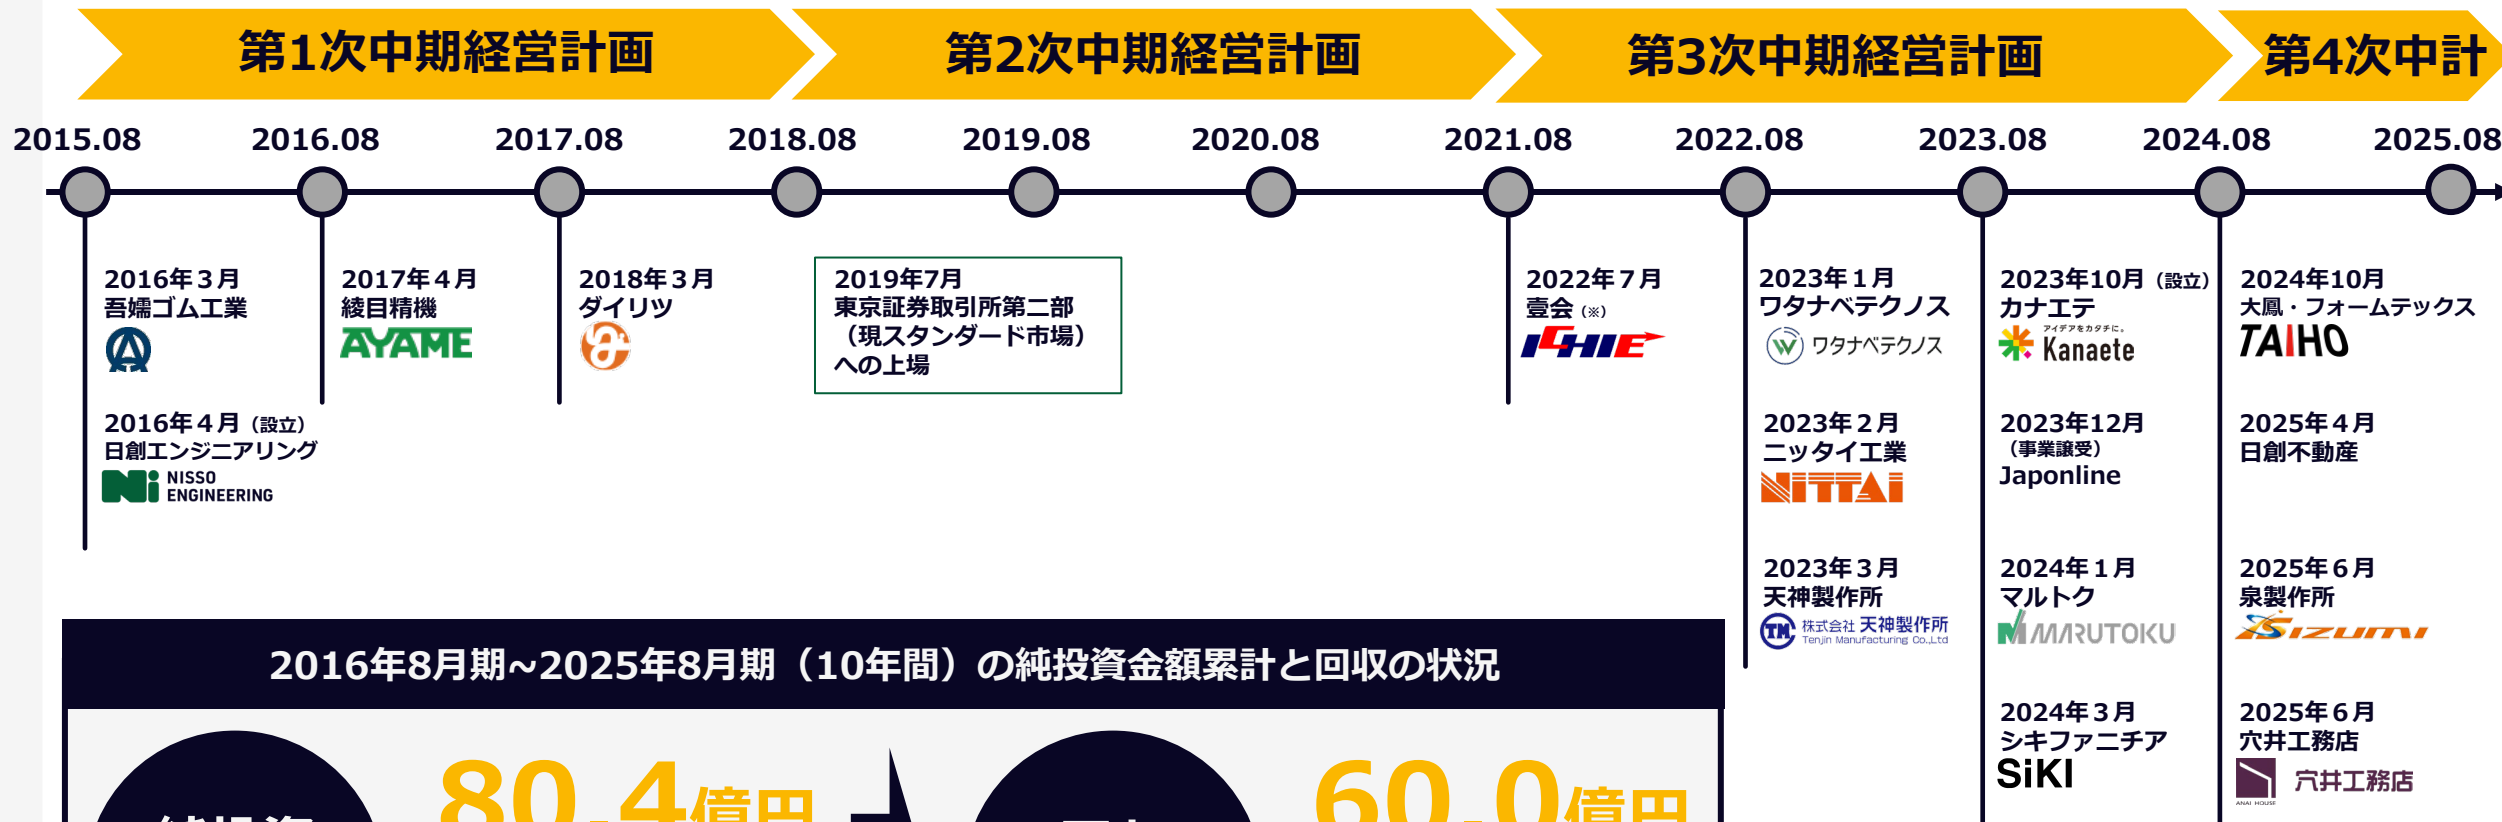 第1次中期経営計画
第2次中期経営計画
第3次中期経営計画
第4次中計
2015.08
2016.08
2017.08
2018.08
2019.08
2020.08
2021.08
2022.08
2023.08
2024.08
2025.08
2016年３月
吾嬬ゴム工業
2016年４月（設立）
日創エンジニアリング
Ni NISSO
ENGINEERING
2017年４月
綾目精機
AYAME
2018年３月
ダイリツ
2019年7月
東京証券取引所第二部
（現スタンダード市場）
への上場
2022年７月
壹会（※）
ICHIE
2023年１月
ワタナベテクノス
ワタナベテクノス
2023年２月
ニッタイ工業
NiTTAi
2023年３月
天神製作所
TM 株式会社 天神製作所
Tenjin Manufacturing Co.,Ltd
2023年10月（設立）
カナエテ
アイデアをカタチに。
Kanaete
2023年12月
（事業譲受）
Japonline
2024年１月
マルトク
MARUTOKU
2024年３月
シキファニチア
SiKI
2024年10月
大鳳・フォームテックス
TAIHO
2025年４月
日創不動産
2025年６月
泉製作所
IZUMI
2025年６月
穴井工務店
穴井工務店
ANAI HOUSE
2016年8月期~2025年8月期（10年間）の純投資金額累計と回収の状況
80.4億円
60.0億円